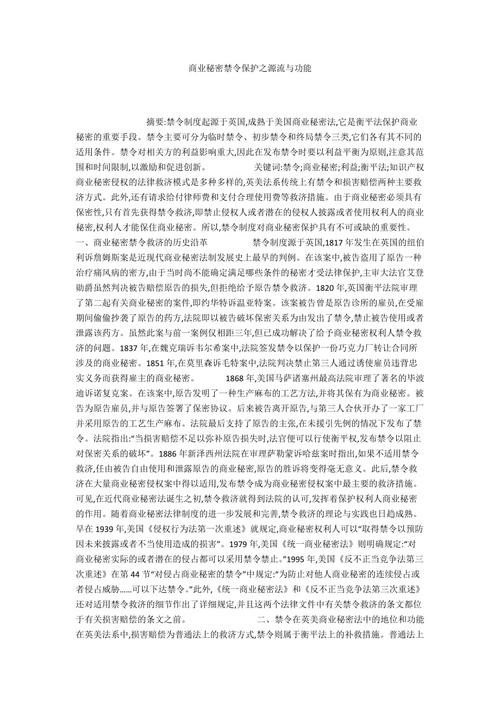 商业秘密禁令保护之源流与功能
摘要:禁令制度起源于英国,成熟于美国商业秘密法,它是衡平法保护商业
秘密的重要手段。禁令主要可分为临时禁令、初步禁令和终局禁令三类,它们各有其不同的
适用条件。禁令对相关方的利益影响重大,因此在发布禁令时要以利益平衡为原则,注意其范
围和时间限制,以激励和促进创新。 关键词:禁令;商业秘密;利益;衡平法;知识产权
商业秘密侵权的法律救济模式是多种多样的,英美法系传统上有禁令和损害赔偿两种主要救
济方式。此外,还有请求给付律师费和支付合理使用费等救济措施。由于商业秘密必须具有
保密性,只有首先获得禁令救济,即禁止侵权人或者潜在的侵权人披露或者使用权利人的商业
秘密,权利人才能保住商业秘密。所以,禁令制度对商业秘密保护具有不可或缺的重要性。
一、商业秘密禁令救济的历史沿革 禁令制度源于英国,1817 年发生在英国的纽伯
利诉詹姆斯案是近现代商业秘密法制发展史上最早的判例。在该案中,被告盗用了原告一种
治疗痛风病的密方,由于当时尚不能确定满足哪些条件的秘密才受法律保护,主审大法官艾登
勋爵虽然判决被告赔偿原告的损失,但拒绝给予原告禁令救济。1820 年,英国衡平法院审理
了第二起有关商业秘密的案件,即约华特诉温亚特案。该案被告曾是原告诊所的雇员,在受雇
期间偷偷抄袭了原告的药方,法院即以被告破坏保密关系为由发出了禁令,禁止被告使用或者
泄露该药方。虽然此案与前一案例仅相距三年,但已成功解决了给予商业秘密权利人禁令救
济的问题。1837 年,在魏克瑞诉韦尔希案中,法院签发禁令以保护一份巧克力厂转让合同所
涉及的商业秘密。1851 年,在莫里森诉毛特案中,法院判决禁止第三人通过诱使雇员违背忠
实义务而获得雇主的商业秘密。 1868 年,美国马萨诸塞州最高法院审理了著名的毕波
迪诉诺复克案。在该案中,原告发明了一种生产麻布的工艺方法,并将其保有为商业秘密。被
告为原告雇员,并与原告签署了保密协议。后来被告离开原告,与第三人合伙开办了一家工厂
并采用原告的工艺生产麻布。法院最后支持了原告的主张,在未援引先例的情况下发布了禁
令。法院指出:“当损害赔偿不足以弥补原告损失时,法官便可以行使衡平权,发布禁令以阻止
对保密关系的破坏”。1886 年新泽西州法院在审理萨勒蒙诉哈兹案时指出,如果不适用禁令
救济,任由被告自由使用和泄露原告的商业秘密,原告的胜诉将变得毫无意义。此后,禁令救
济在大量商业秘密侵权案中得以适用,发布禁令成为商业秘密侵权案中最主要的救济措施。
可见,在近代商业秘密法诞生之初,禁令救济就得到法院的认可,发挥着保护权利人商业秘密
的作用。随着商业秘密法律制度的进一步发展和完善,禁令救济的理论与实践也日趋成熟。
早在 1939 年,美国《侵权行为法第一次重述》就规定,商业秘密权利人可以“取得禁令以预防
因未来披露或者不当使用造成的损害”。1979 年,美国《统一商业秘密法》则明确规定:“对
商业秘密实际的或者潜在的侵占都可以采用禁令禁止。”1995 年,美国《反不正当竞争法第三
次重述》在第 44 节“对侵占商业秘密的禁令”中规定:“为防止对他人商业秘密的连续侵占或
者侵占威胁……可以下达禁令。”此外,《统一商业秘密法》和《反不正当竞争法第三次重述》
还对适用禁令救济的细节作出了详细规定,并且这两个法律文件中有关禁令救济的条文都位
于有关损害赔偿的条文之前。 二、禁令在英美商业秘密法中的地位和功能
在英美法系中,损害赔偿为普通法上的救济方式,禁令则属于衡平法上的补救措施。普通法上